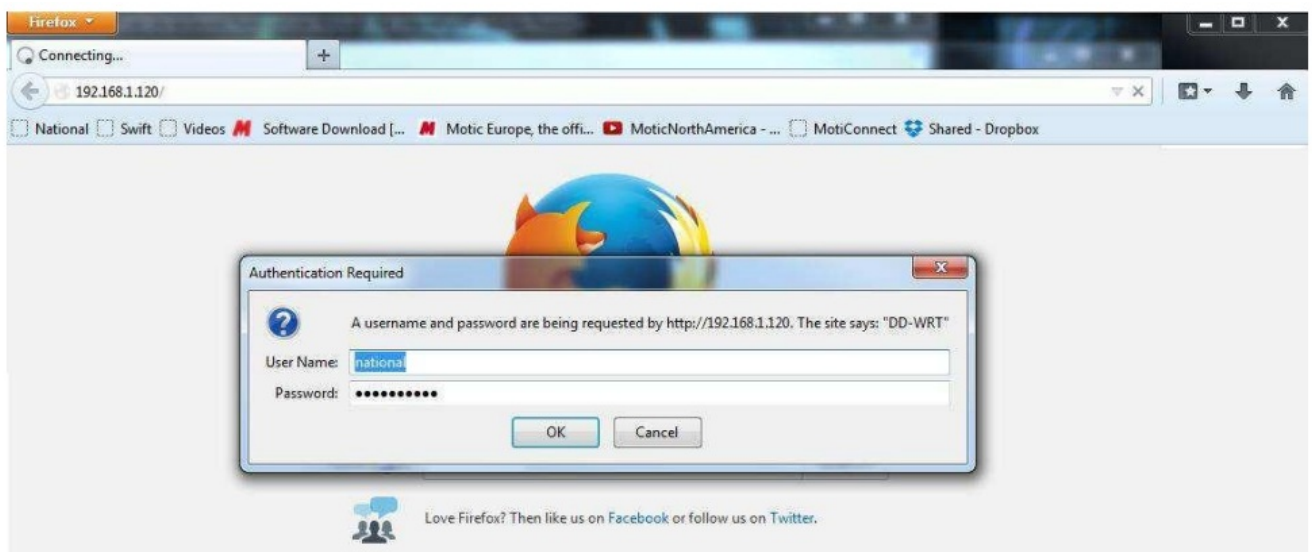 Firefox
Connecting...
192.168.1.120/
National Swift Videos Software Download [... Motic Europe, the offi... MoticNorthAmerica - ... MotiConnect Shared - Dropbox
Authentication Required
A username and password are being requested by http://192.168.1.120. The site says: "DD-WRT"
User Name: national
Password: ••••••••••
OK Cancel
Love Firefox? Then like us on Facebook or follow us on Twitter.